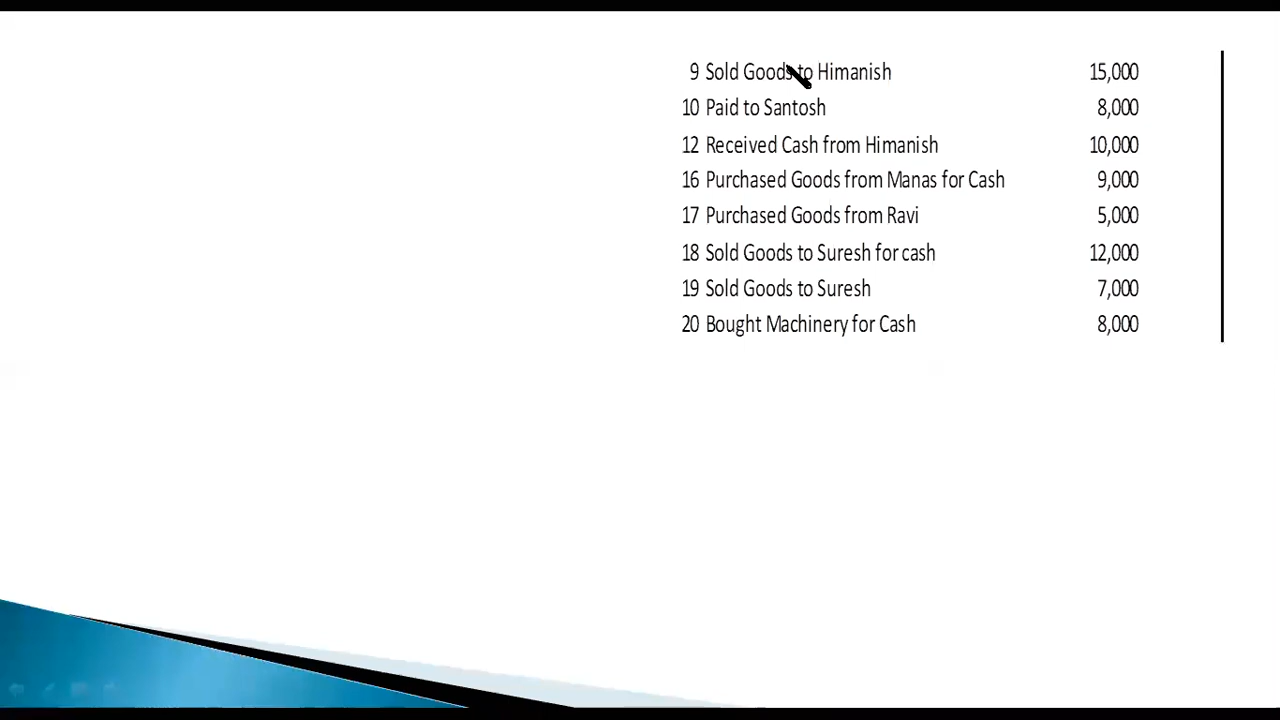 9 Sold Goods to Himanish 15,000
10 Paid to Santosh 8,000
12 Received Cash from Himanish 10,000
16 Purchased Goods from Manas for Cash 9,000
17 Purchased Goods from Ravi 5,000
18 Sold Goods to Suresh for cash 12,000
19 Sold Goods to Suresh 7,000
20 Bought Machinery for Cash 8,000